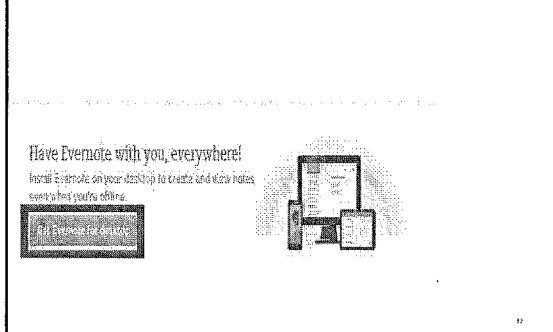 Have Evernote with you, everywhere!
Install Evernote on your desktop to create and view notes,
even when you're offline.
Evernote for desktop